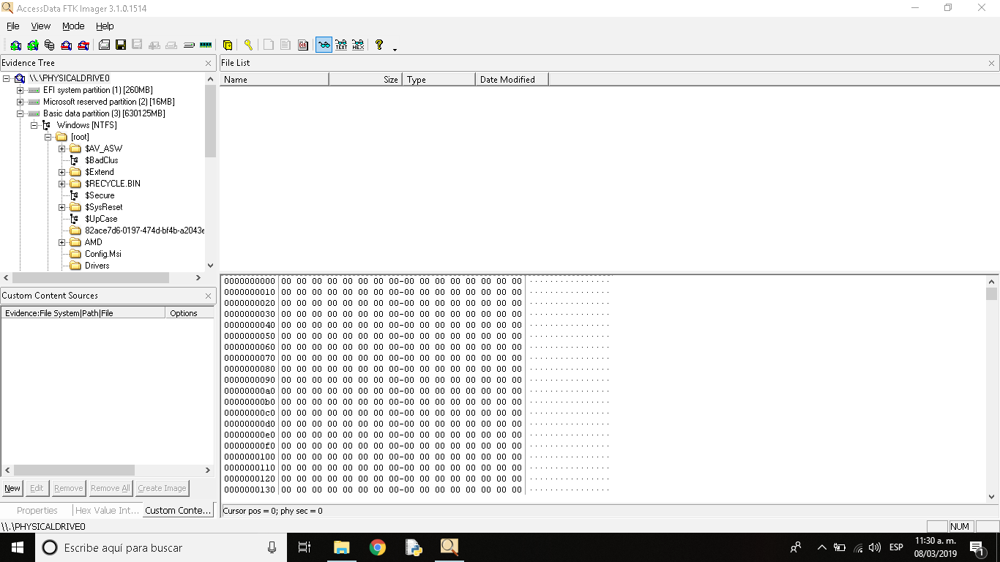 AccessData FTK Imager 3.1.0.1514
File View Mode Help
Evidence Tree
\\.\PHYSICALDRIVE0
EFI system partition (1) [260MB]
Microsoft reserved partition (2) [16MB]
Basic data partition (3) [630125MB]
Windows [NTFS]
[root]
$AV_ASW
$BadClus
$Extend
$RECYCLE.BIN
$Secure
$SysReset
$UpCase
82ace7d6-0197-474d-bf4b-a2043e
AMD
Config.Msi
Drivers
Custom Content Sources
Evidence:File System|Path|File Options
New Edit Remove Remove All Create Image
Properties Hex Value Int... Custom Conte...
File List
Name Size Type Date Modified
0000000000 00 00 00 00 00 00 00 00-00 00 00 00 00 00 00 00 ················
0000000010 00 00 00 00 00 00 00 00-00 00 00 00 00 00 00 00 ················
0000000020 00 00 00 00 00 00 00 00-00 00 00 00 00 00 00 00 ················
0000000030 00 00 00 00 00 00 00 00-00 00 00 00 00 00 00 00 ················
0000000040 00 00 00 00 00 00 00 00-00 00 00 00 00 00 00 00 ················
0000000050 00 00 00 00 00 00 00 00-00 00 00 00 00 00 00 00 ················
0000000060 00 00 00 00 00 00 00 00-00 00 00 00 00 00 00 00 ················
0000000070 00 00 00 00 00 00 00 00-00 00 00 00 00 00 00 00 ················
0000000080 00 00 00 00 00 00 00 00-00 00 00 00 00 00 00 00 ················
0000000090 00 00 00 00 00 00 00 00-00 00 00 00 00 00 00 00 ················
00000000a0 00 00 00 00 00 00 00 00-00 00 00 00 00 00 00 00 ················
00000000b0 00 00 00 00 00 00 00 00-00 00 00 00 00 00 00 00 ················
00000000c0 00 00 00 00 00 00 00 00-00 00 00 00 00 00 00 00 ················
00000000d0 00 00 00 00 00 00 00 00-00 00 00 00 00 00 00 00 ················
00000000e0 00 00 00 00 00 00 00 00-00 00 00 00 00 00 00 00 ················
00000000f0 00 00 00 00 00 00 00 00-00 00 00 00 00 00 00 00 ················
0000000100 00 00 00 00 00 00 00 00-00 00 00 00 00 00 00 00 ················
0000000110 00 00 00 00 00 00 00 00-00 00 00 00 00 00 00 00 ················
0000000120 00 00 00 00 00 00 00 00-00 00 00 00 00 00 00 00 ················
0000000130 00 00 00 00 00 00 00 00-00 00 00 00 00 00 00 00 ················
Cursor pos = 0; phy sec = 0
\\.\PHYSICALDRIVE0 NUM
Escribe aquí para buscar
ESP
11:30 a. m.
08/03/2019
1